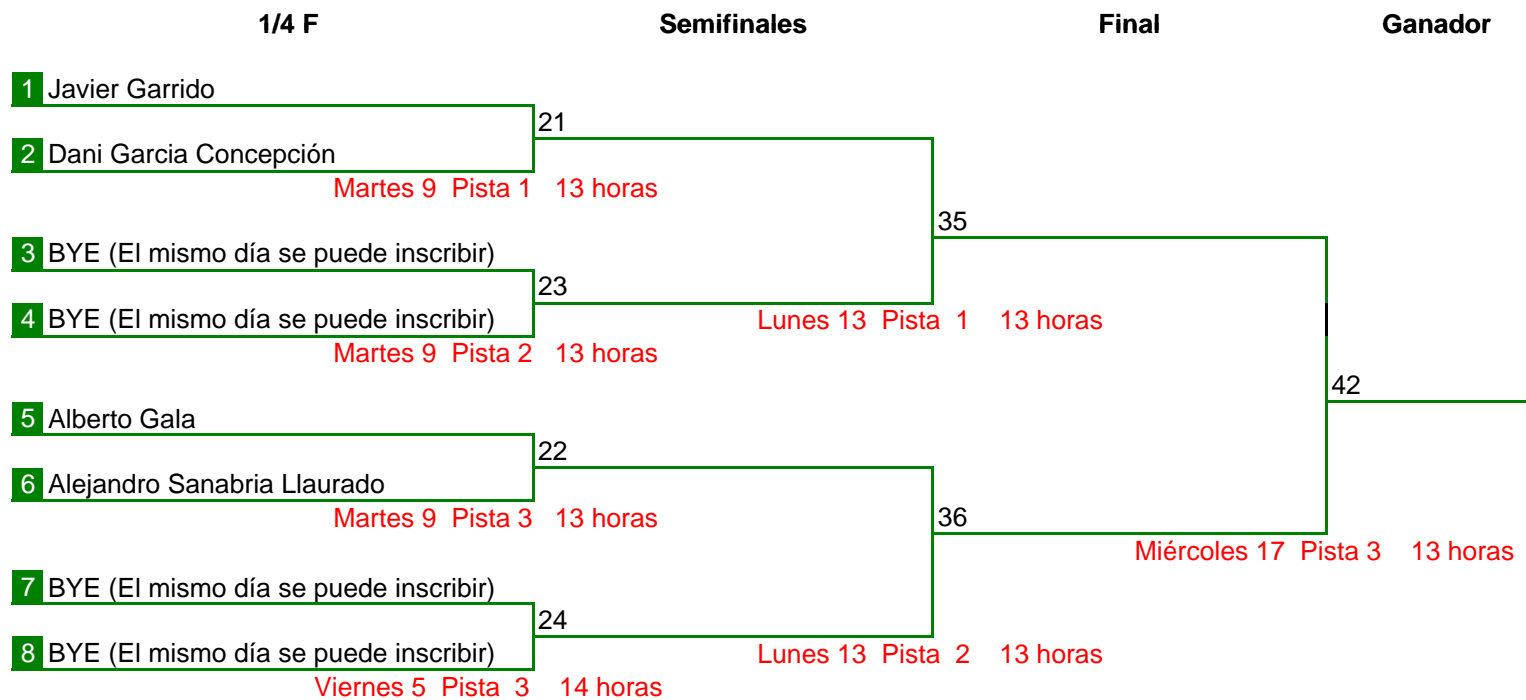 1/4 F Semifinales Final Ganador
1 Javier Garrido
21
2 Dani Garcia Concepción
Martes 9 Pista 1 13 horas
35
3 BYE (El mismo día se puede inscribir)
23
4 BYE (El mismo día se puede inscribir)
Lunes 13 Pista 1 13 horas
Martes 9 Pista 2 13 horas
42
5 Alberto Gala
22
6 Alejandro Sanabria Llaurado
Martes 9 Pista 3 13 horas
36
Miércoles 17 Pista 3 13 horas
7 BYE (El mismo día se puede inscribir)
24
8 BYE (El mismo día se puede inscribir)
Lunes 13 Pista 2 13 horas
Viernes 5 Pista 3 14 horas